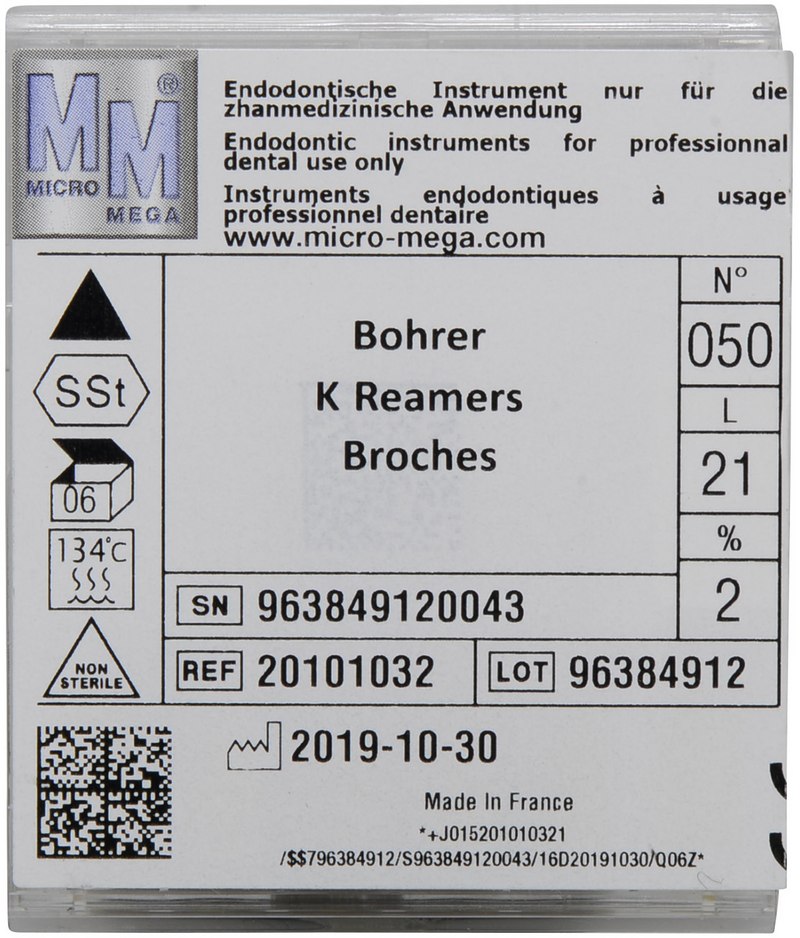 MM®
MICRO
MEGA
Endodontische Instrument nur für die
zhanmedizinische Anwendung
Endodontic instruments for professionnal
dental use only
Instruments endodontiques à usage
professionnel dentaire
www.micro-mega.com
SSt
06
134°C
NON
STERILE
Bohrer
K Reamers
Broches
N°
050
L
21
%
2
SN 963849120043
REF 20101032
LOT 96384912
2019-10-30
Made In France
*+J015201010321
/$$796384912/S963849120043/16D20191030/Q06Z*